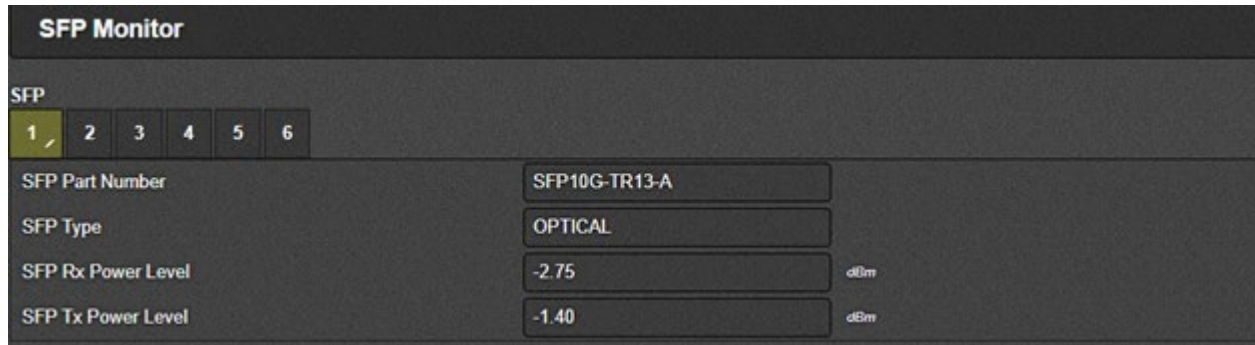 SFP Monitor
SFP
1 2 3 4 5 6
SFP Part Number SFP10G-TR13-A
SFP Type OPTICAL
SFP Rx Power Level -2.75 dBm
SFP Tx Power Level -1.40 dBm